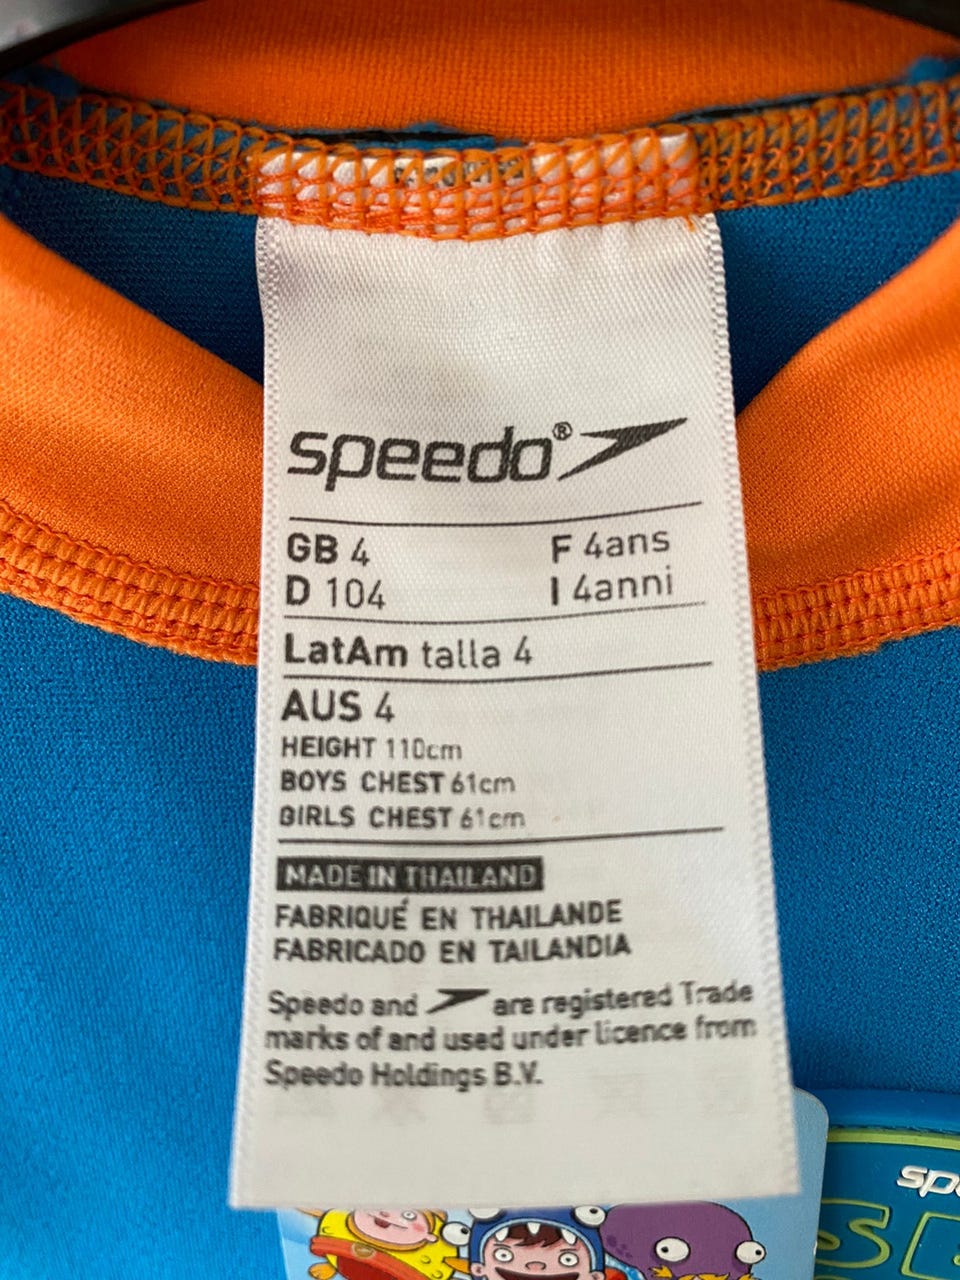 speedo®
GB 4 F 4ans
D 104 I 4anni
LatAm talla 4
AUS 4
HEIGHT 110cm
BOYS CHEST 61cm
GIRLS CHEST 61cm
MADE IN THAILAND
FABRIQUÉ EN THAILANDE
FABRICADO EN TAILANDIA
Speedo and are registered Trade
marks of and used under licence from
Speedo Holdings B.V.